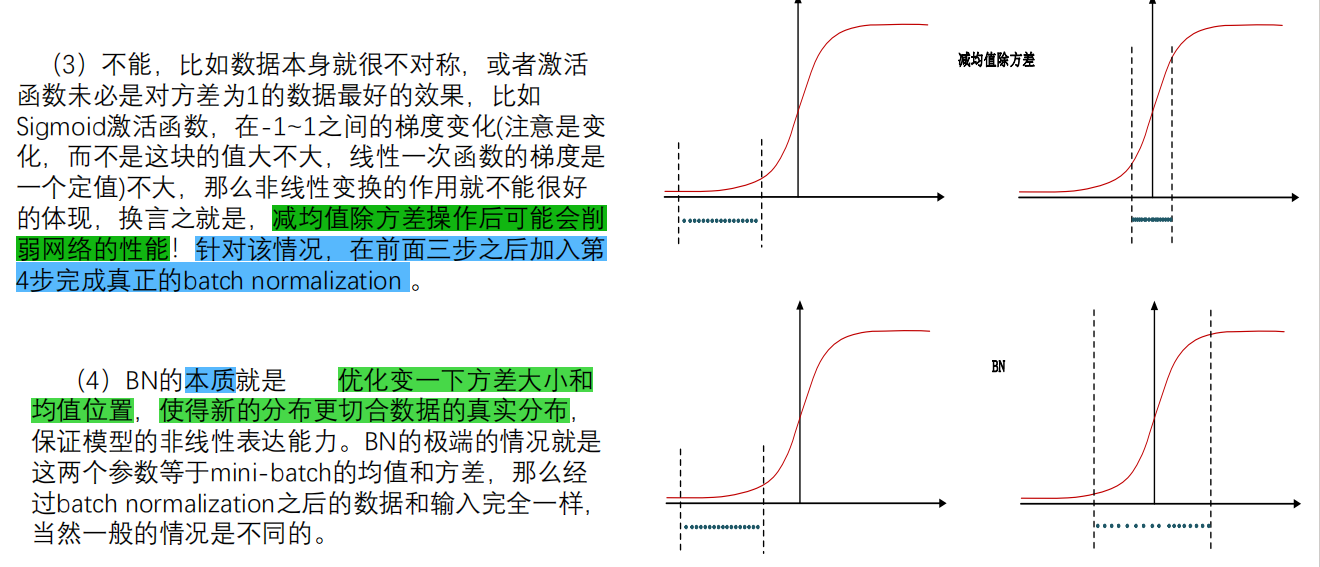 （3）不能，比如数据本身就很不对称，或者激活
函数未必是对方差为1的数据最好的效果，比如
Sigmoid激活函数，在-1~1之间的梯度变化(注意是变
化，而不是这块的值大不大，线性一次函数的梯度是
一个定值)不大，那么非线性变换的作用就不能很好
的体现，换言之就是，减均值除方差操作后可能会削
弱网络的性能！针对该情况，在前面三步之后加入第
4步完成真正的batch normalization 。
（4）BN的本质就是 优化变一下方差大小和
均值位置，使得新的分布更切合数据的真实分布，
保证模型的非线性表达能力。BN的极端的情况就是
这两个参数等于mini-batch的均值和方差，那么经
过batch normalization之后的数据和输入完全一样，
当然一般的情况是不同的。
减均值除方差
BN